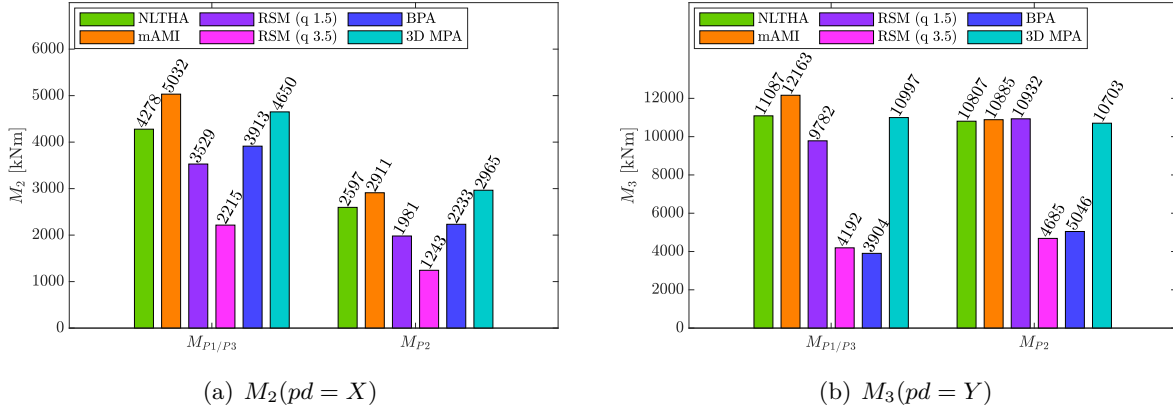 NLTHA RSM (q 1.5) BPA
mAMI RSM (q 3.5) 3D MPA
M2 [kNm]
6000
5000
4000
3000
2000
1000
0
4278 5032 3529 2215 3913 4650
2597 2911 1981 1243 2233 2965
MP1/P3 MP2
(a) M2(pd = X)
NLTHA RSM (q 1.5) BPA
mAMI RSM (q 3.5) 3D MPA
M3 [kNm]
12000
10000
8000
6000
4000
2000
0
11087 12163 9782 4192 3904 10997
10807 10885 10932 4685 5046 10703
MP1/P3 MP2
(b) M3(pd = Y)